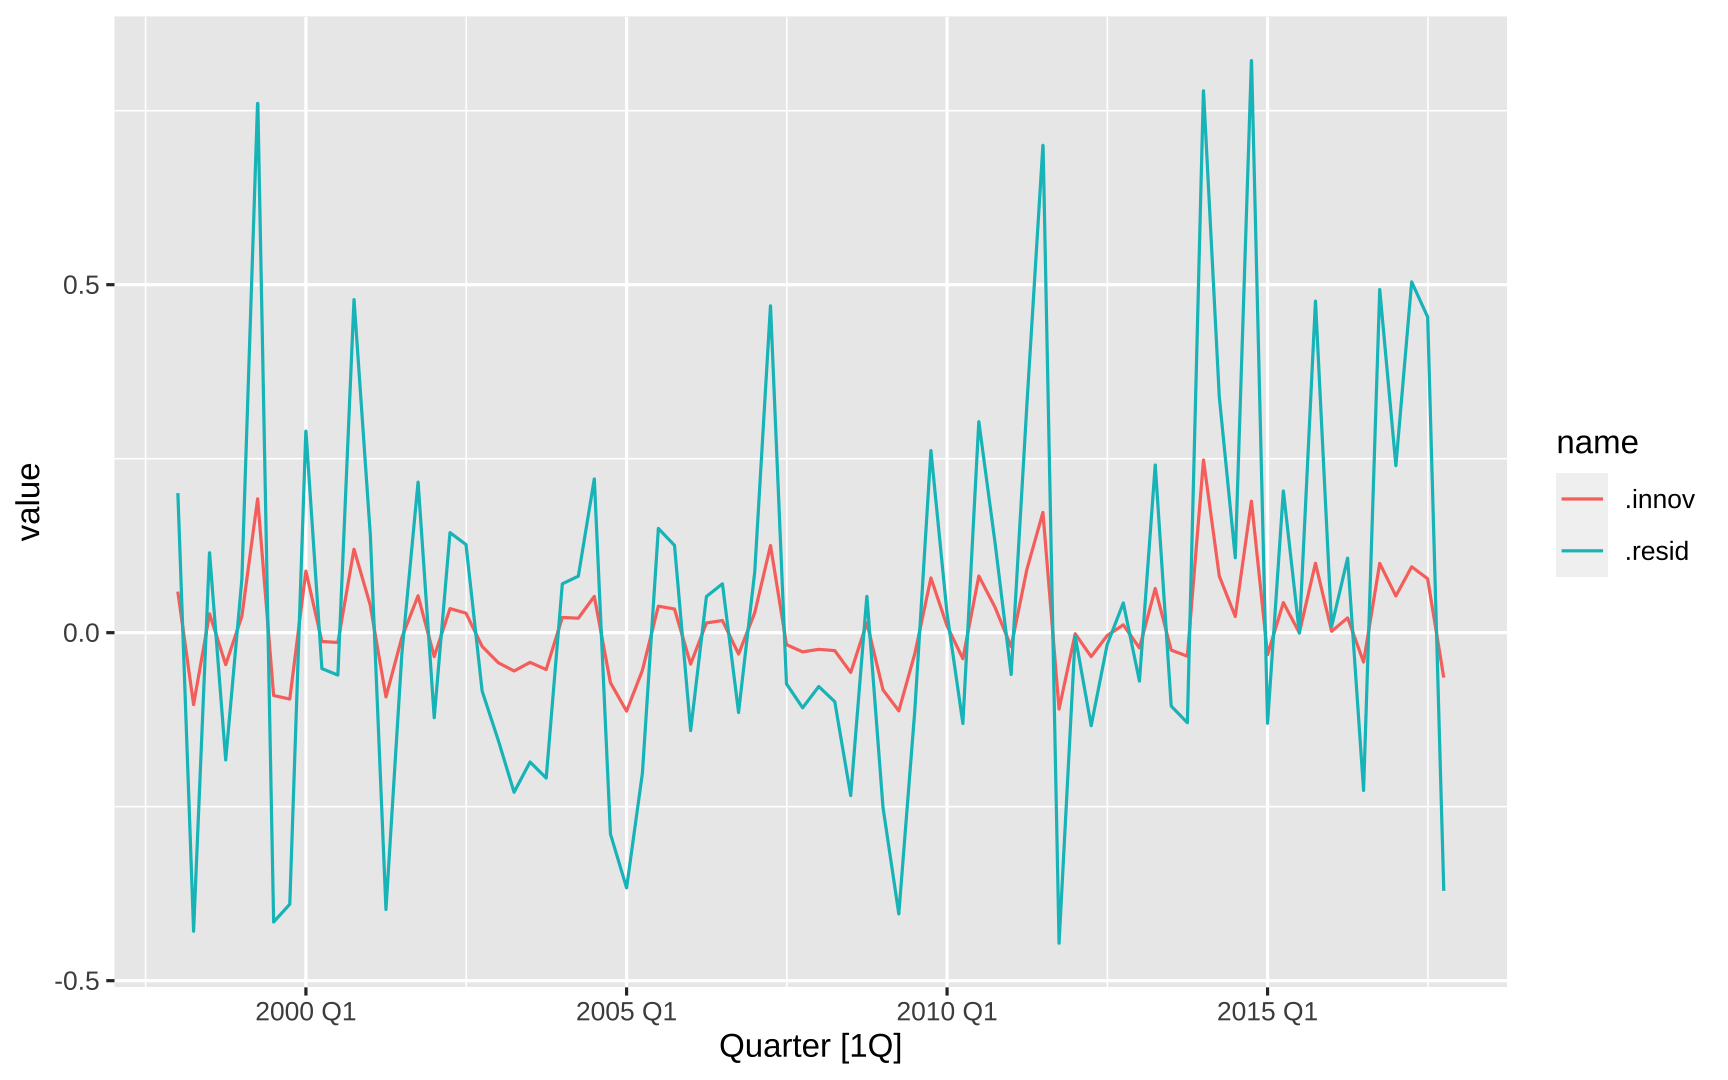 value
0.5
0.0
-0.5
2000 Q1
2005 Q1
2010 Q1
2015 Q1
Quarter [1Q]
name
.innov
.resid